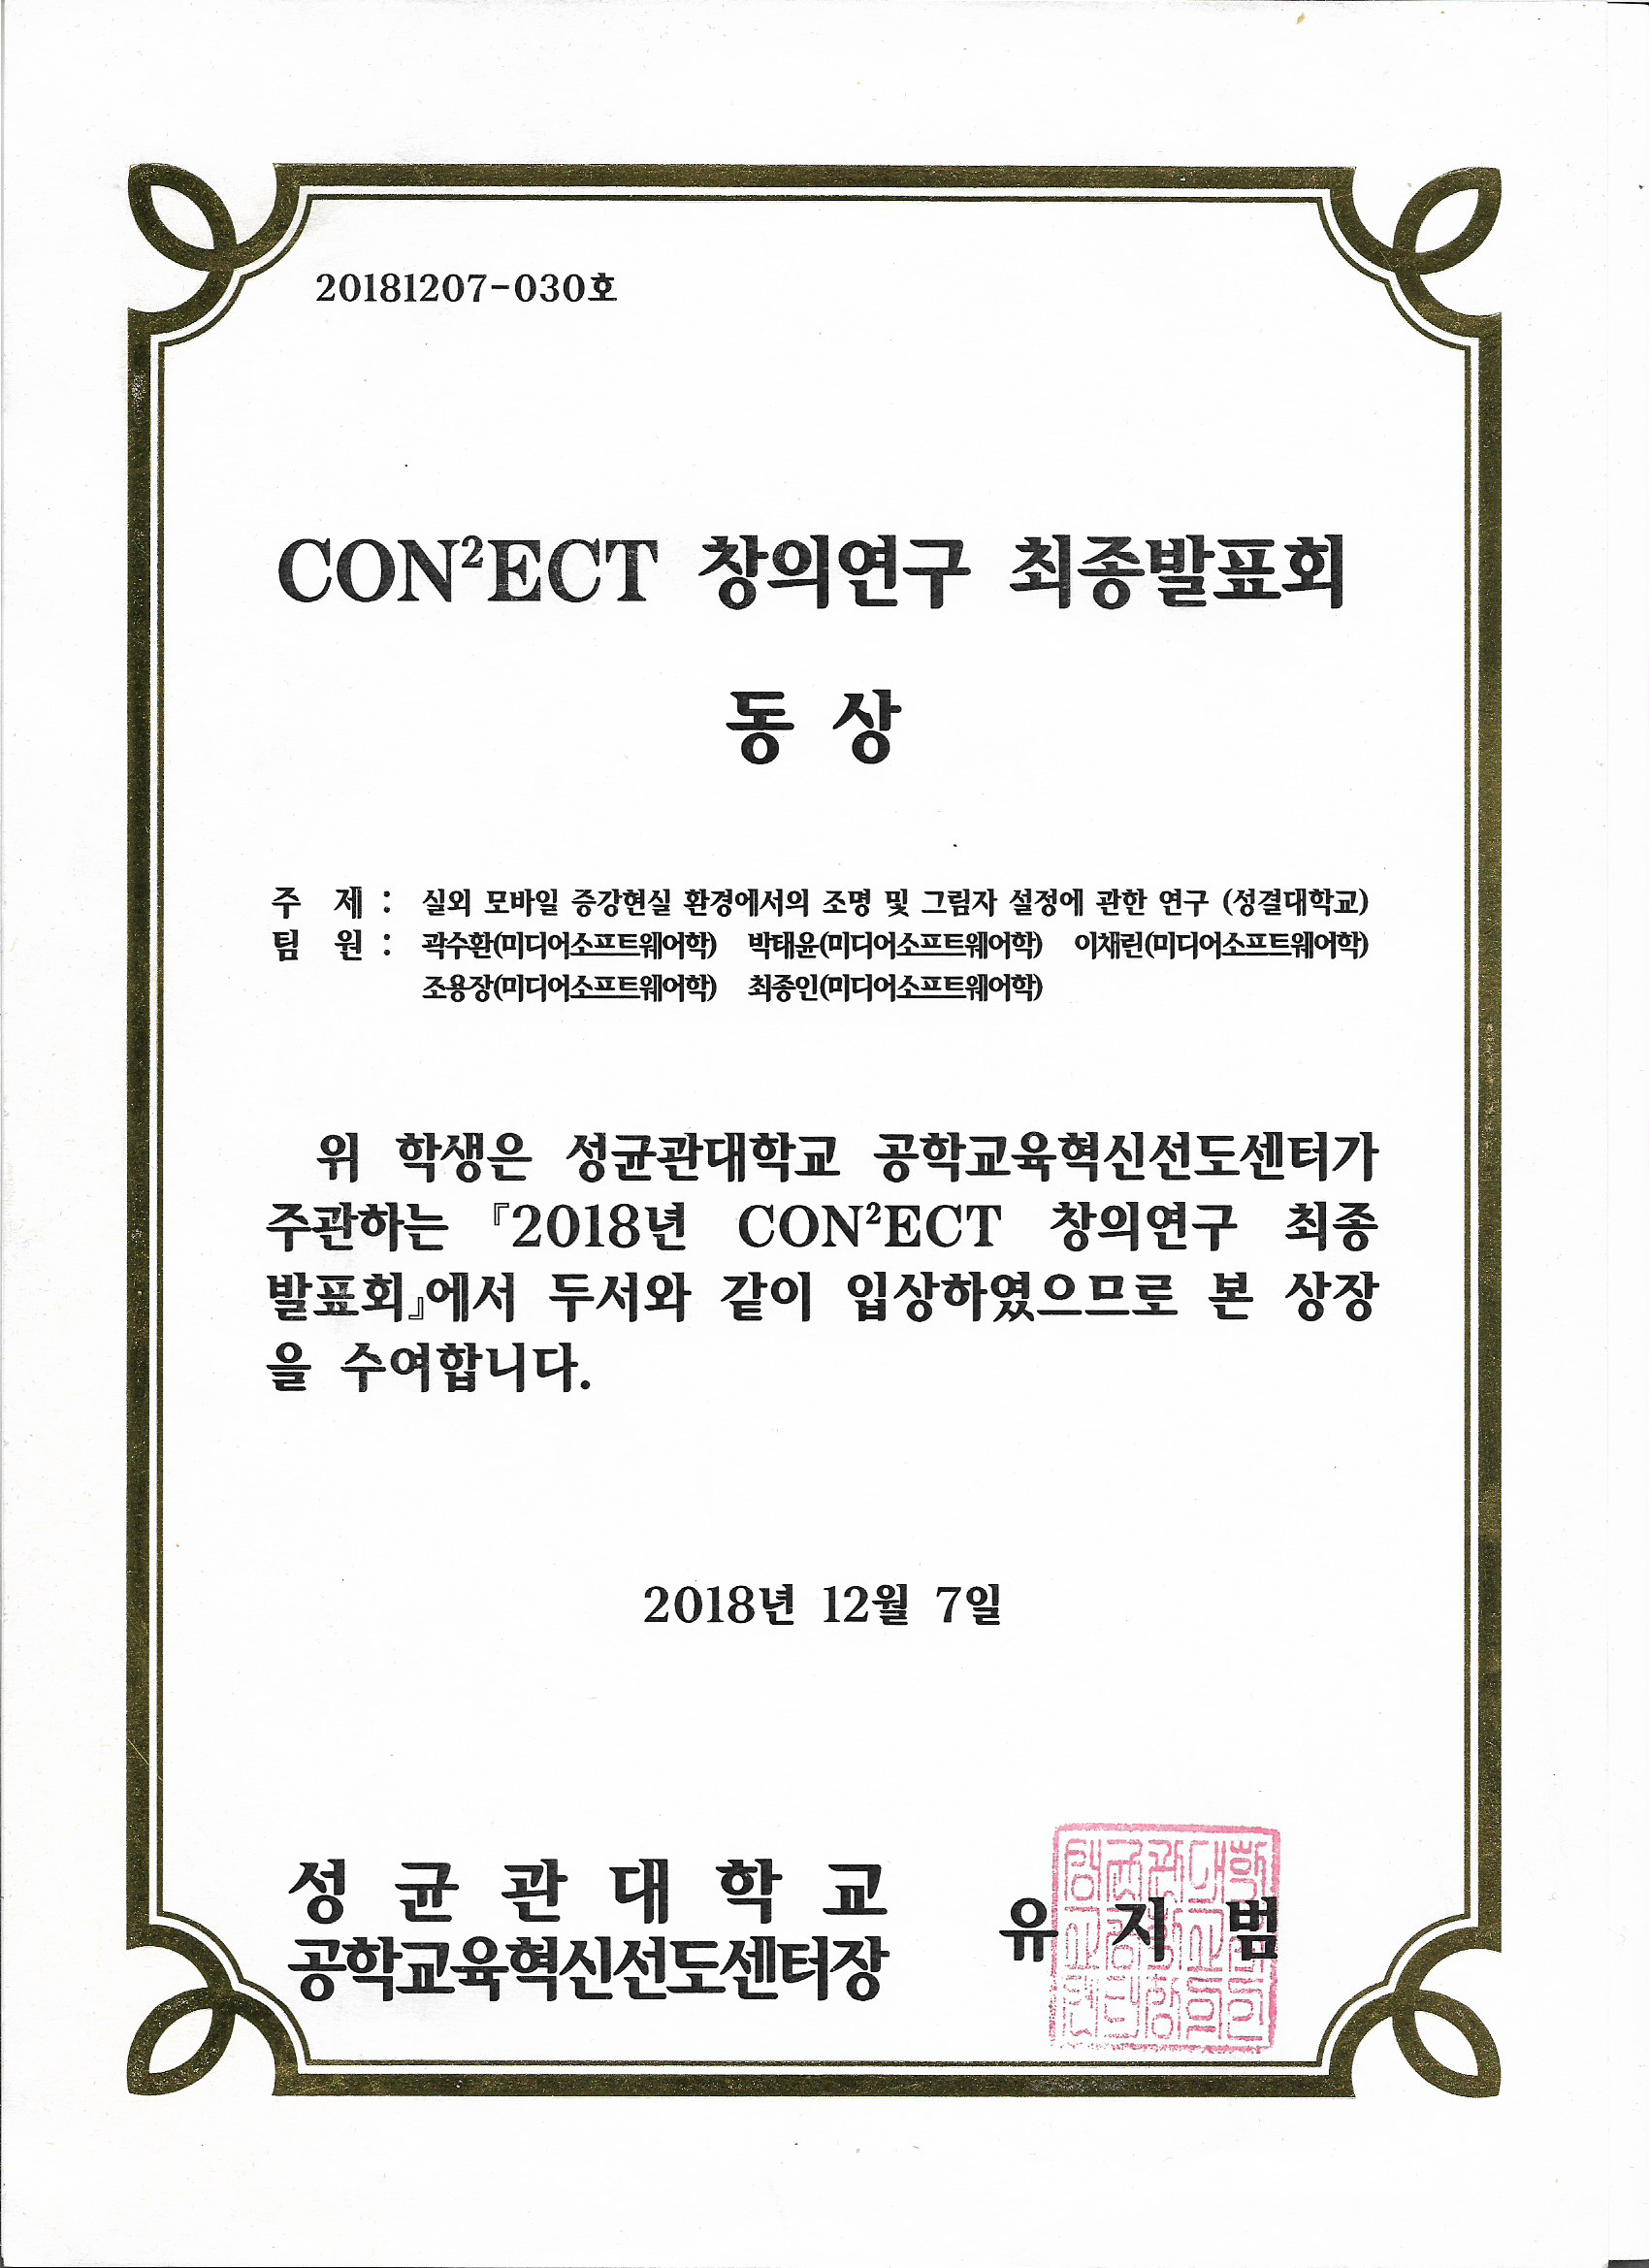 20181207-030호
CON²ECT 창의연구 최종발표회
동 상
주 제 : 실외 모바일 증강현실 환경에서의 조명 및 그림자 설정에 관한 연구 (성결대학교)
팀 원 : 곽수환(미디어소프트웨어학) 박태윤(미디어소프트웨어학) 이채린(미디어소프트웨어학)
조용장(미디어소프트웨어학) 최종인(미디어소프트웨어학)
위 학생은 성균관대학교 공학교육혁신선도센터가
주관하는 『2018년 CON²ECT 창의연구 최종
발표회』에서 두서와 같이 입상하였으므로 본 상장
을 수여합니다.
2018년 12월 7일
성 균 관 대 학 교
공학교육혁신선도센터장
유 지 범